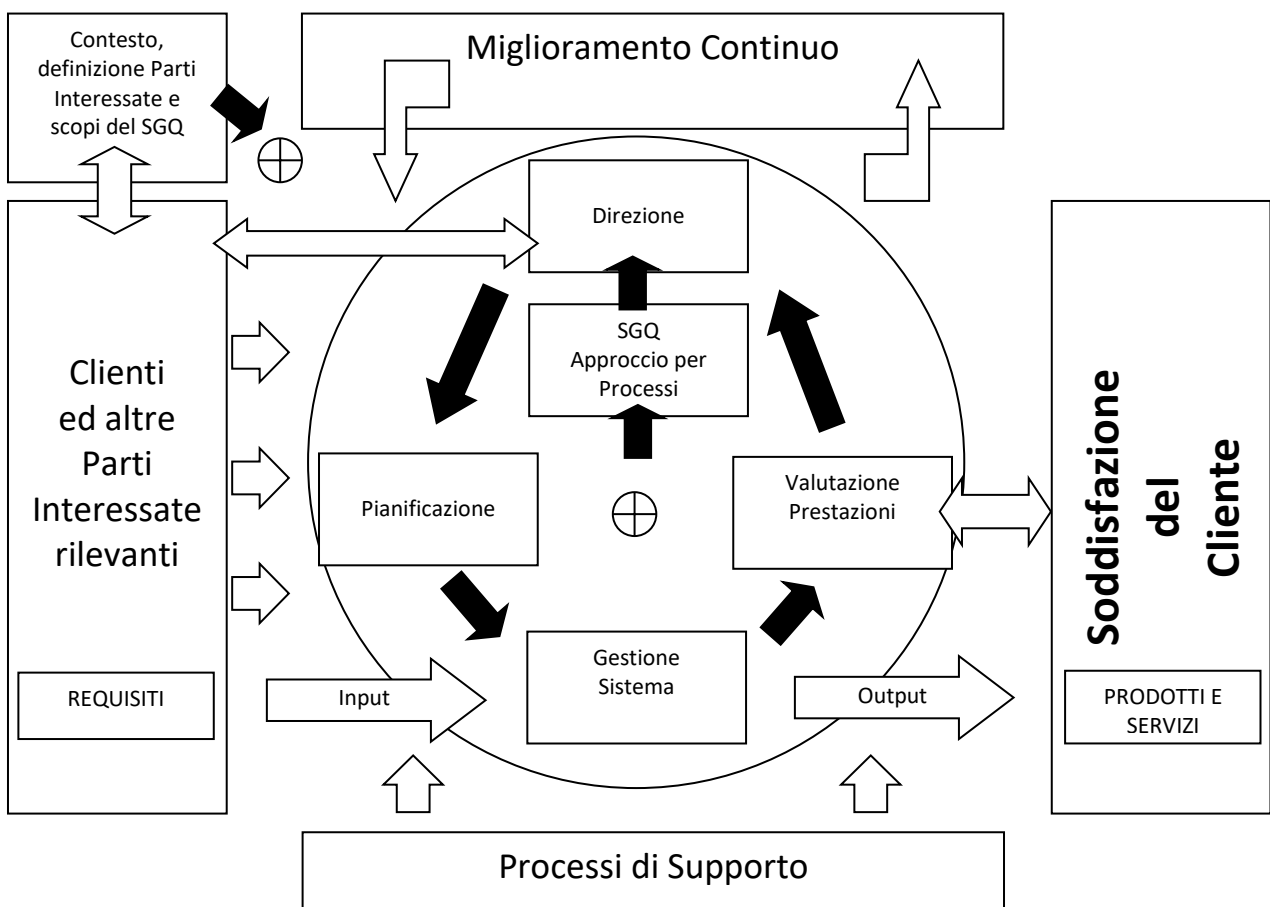 Contesto,
definizione Parti
Interessate e
scopi del SGQ
Miglioramento Continuo
Direzione
SGQ
Approccio per
Processi
Clienti
ed altre
Parti
Interessate
rilevanti
Pianificazione
Valutazione
Prestazioni
Soddisfazione
del
Cliente
Gestione
Sistema
REQUISITI
Input
Output
PRODOTTI E
SERVIZI
Processi di Supporto